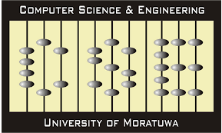 COMPUTER SCIENCE & ENGINEERING
UNIVERSITY OF MORATUWA